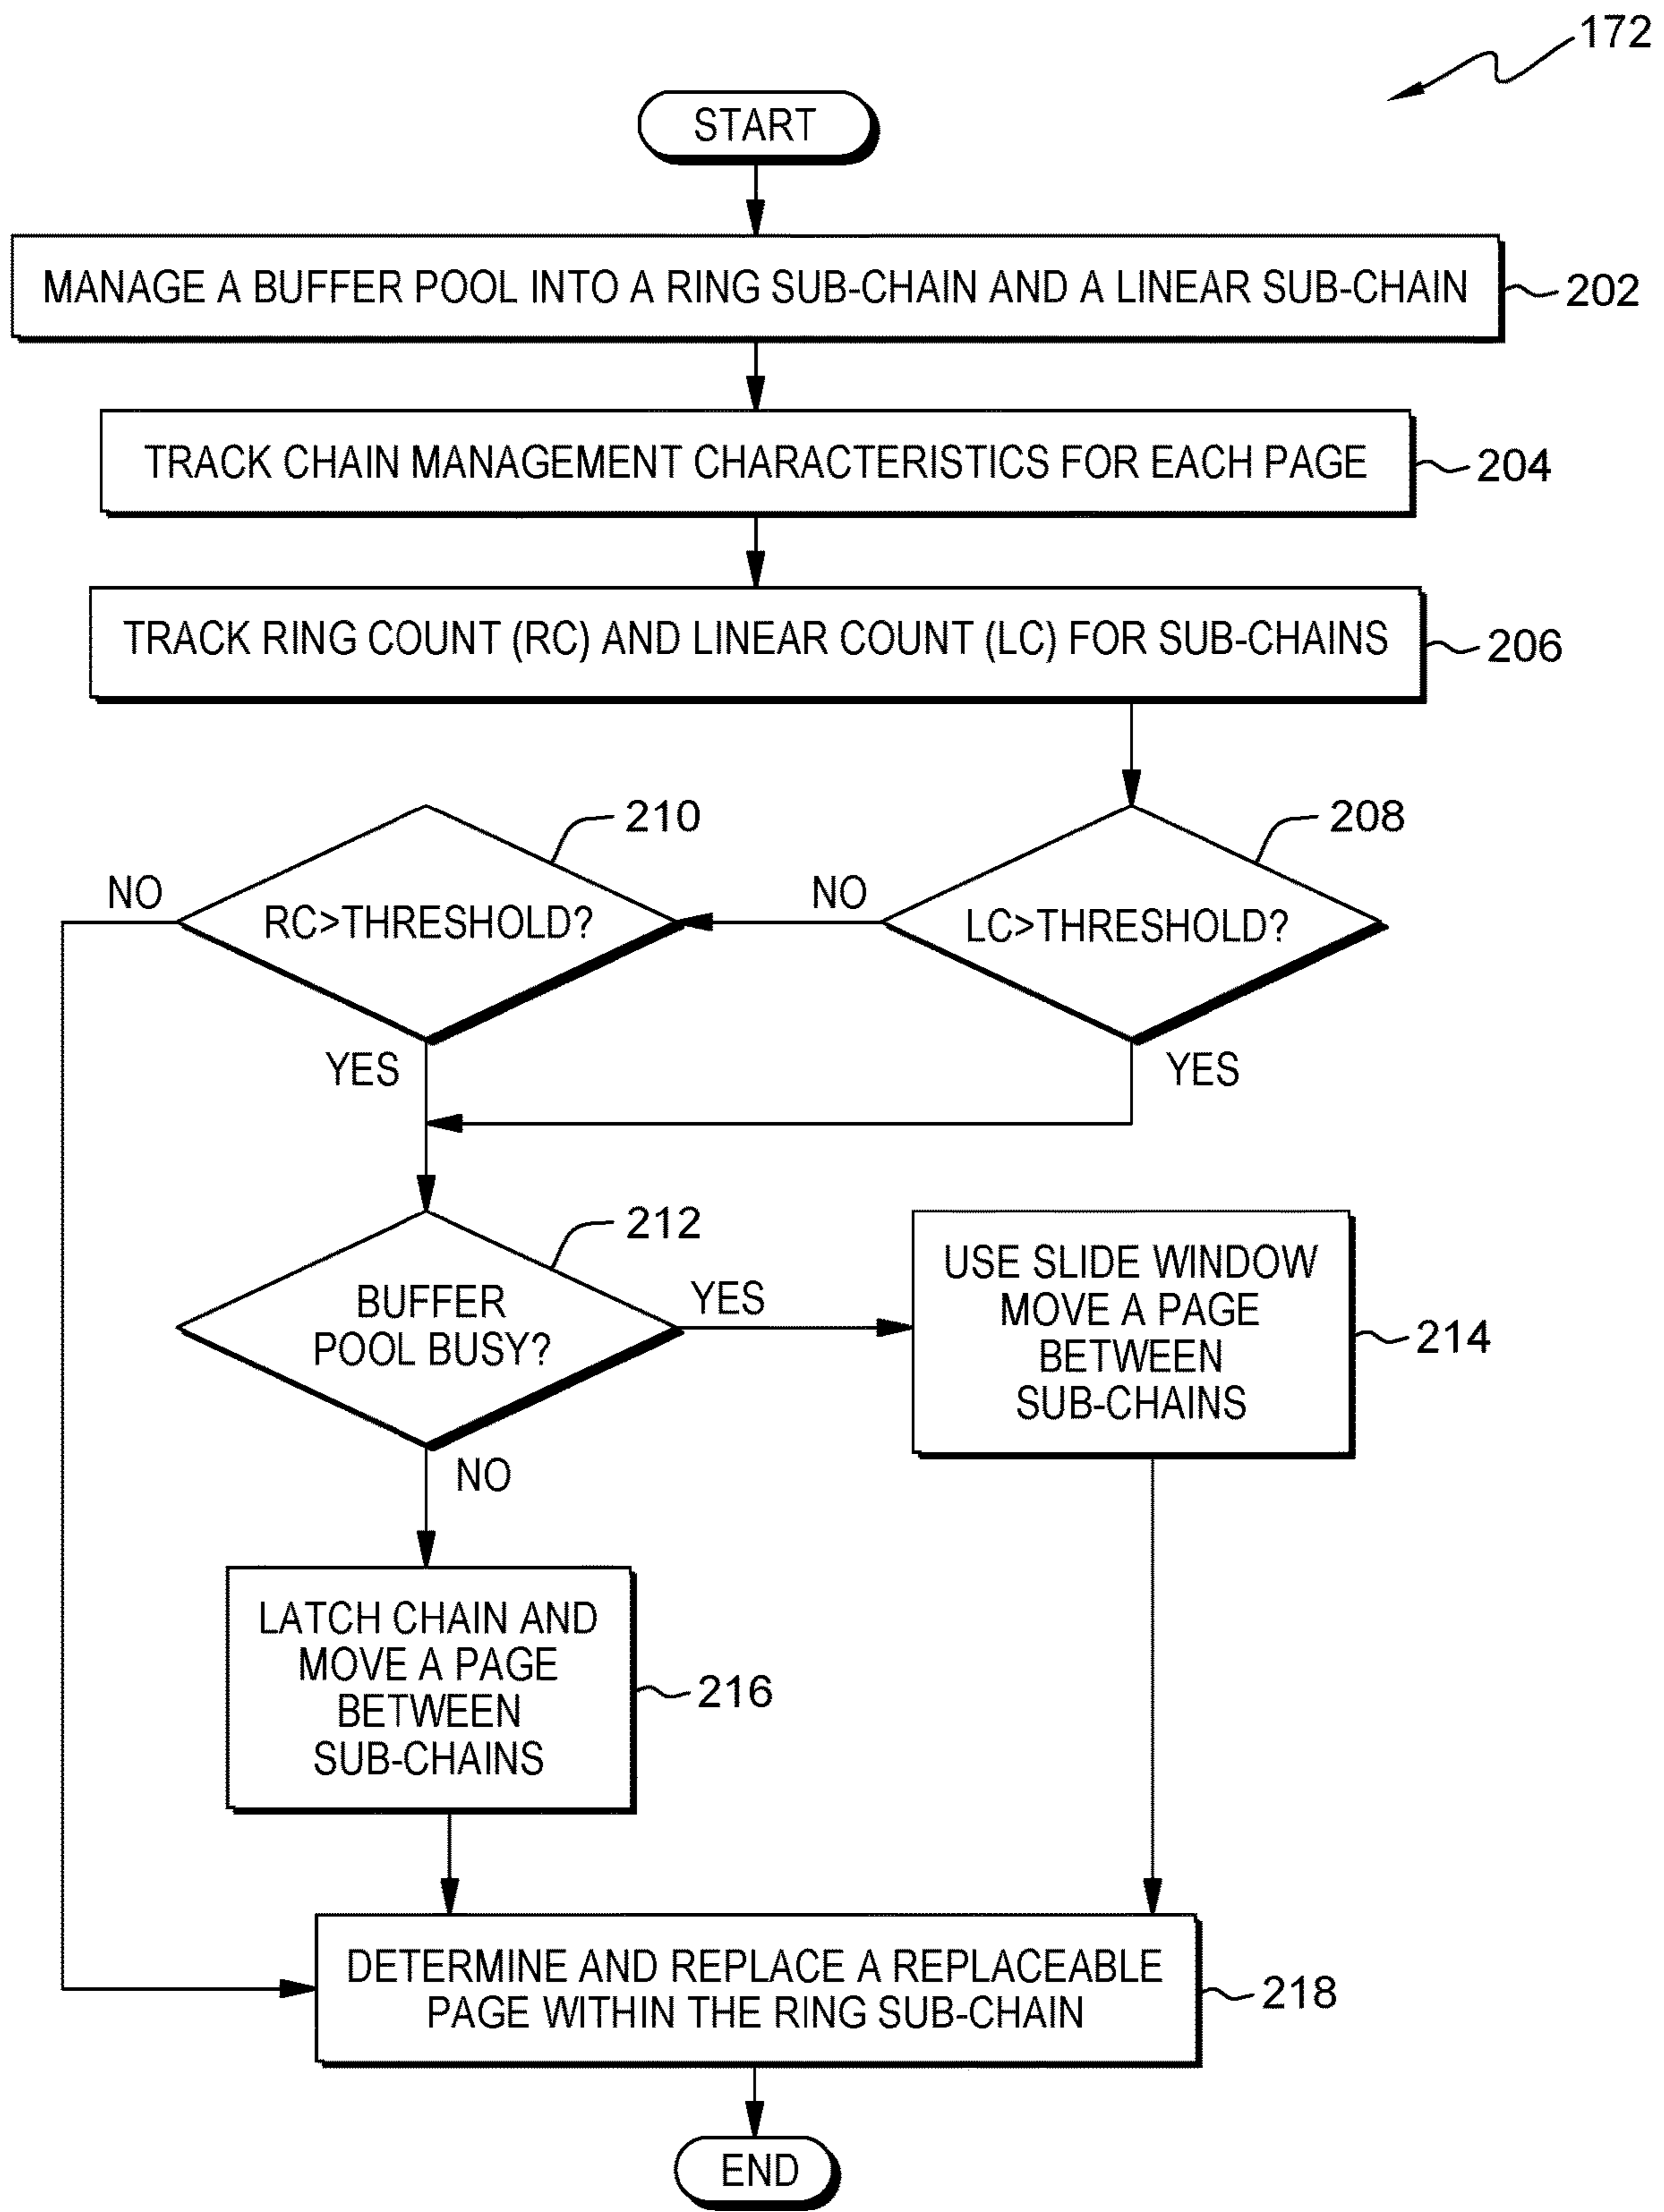 172
START
MANAGE A BUFFER POOL INTO A RING SUB-CHAIN AND A LINEAR SUB-CHAIN
202
TRACK CHAIN MANAGEMENT CHARACTERISTICS FOR EACH PAGE
204
TRACK RING COUNT (RC) AND LINEAR COUNT (LC) FOR SUB-CHAINS
206
210
208
NO
RC>THRESHOLD?
NO
LC>THRESHOLD?
YES
YES
212
BUFFER
POOL BUSY?
YES
USE SLIDE WINDOW
MOVE A PAGE
BETWEEN
SUB-CHAINS
214
NO
LATCH CHAIN AND
MOVE A PAGE
BETWEEN
SUB-CHAINS
216
DETERMINE AND REPLACE A REPLACEABLE
PAGE WITHIN THE RING SUB-CHAIN
218
END